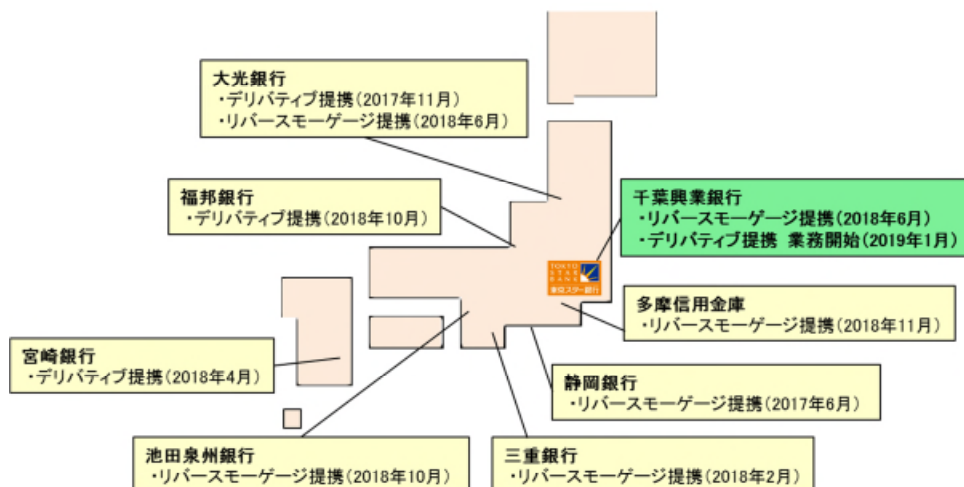 大光銀行
・デリバティブ提携(2017年11月)
・リバースモーゲージ提携(2018年6月)
福邦銀行
・デリバティブ提携(2018年10月)
千葉興業銀行
・リバースモーゲージ提携(2018年6月)
・デリバティブ提携 業務開始(2019年1月)
TOKYO
STAR
BANK
東京スター銀行
多摩信用金庫
・リバースモーゲージ提携(2018年11月)
宮崎銀行
・デリバティブ提携(2018年4月)
静岡銀行
・リバースモーゲージ提携(2017年6月)
池田泉州銀行
・リバースモーゲージ提携(2018年10月)
三重銀行
・リバースモーゲージ提携(2018年2月)